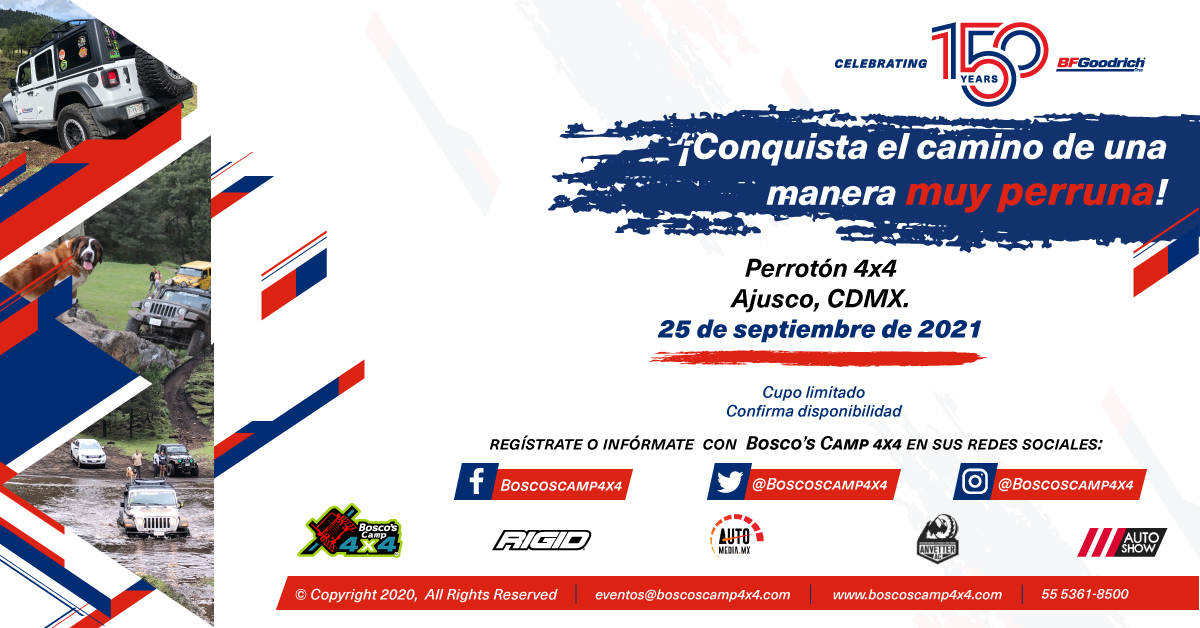 CELEBRATING 150 YEARS BFGoodrich
¡Conquista el camino de una
manera muy perruna!
Perrotón 4x4
Ajusco, CDMX.
25 de septiembre de 2021
Cupo limitado
Confirma disponibilidad
REGÍSTRATE O INFÓRMATE CON BOSCO'S CAMP 4X4 EN SUS REDES SOCIALES:
BOSCOSCAMP4X4
@BOSCOSCAMP4X4
@BOSCOSCAMP4X4
Bosco's
Camp
4x4
RIGID
AUTO
MEDIA.MX
ANVETTER
AUTO
SHOW
© Copyright 2020, All Rights Reserved
eventos@boscoscamp4x4.com
www.boscoscamp4x4.com
55 5361-8500